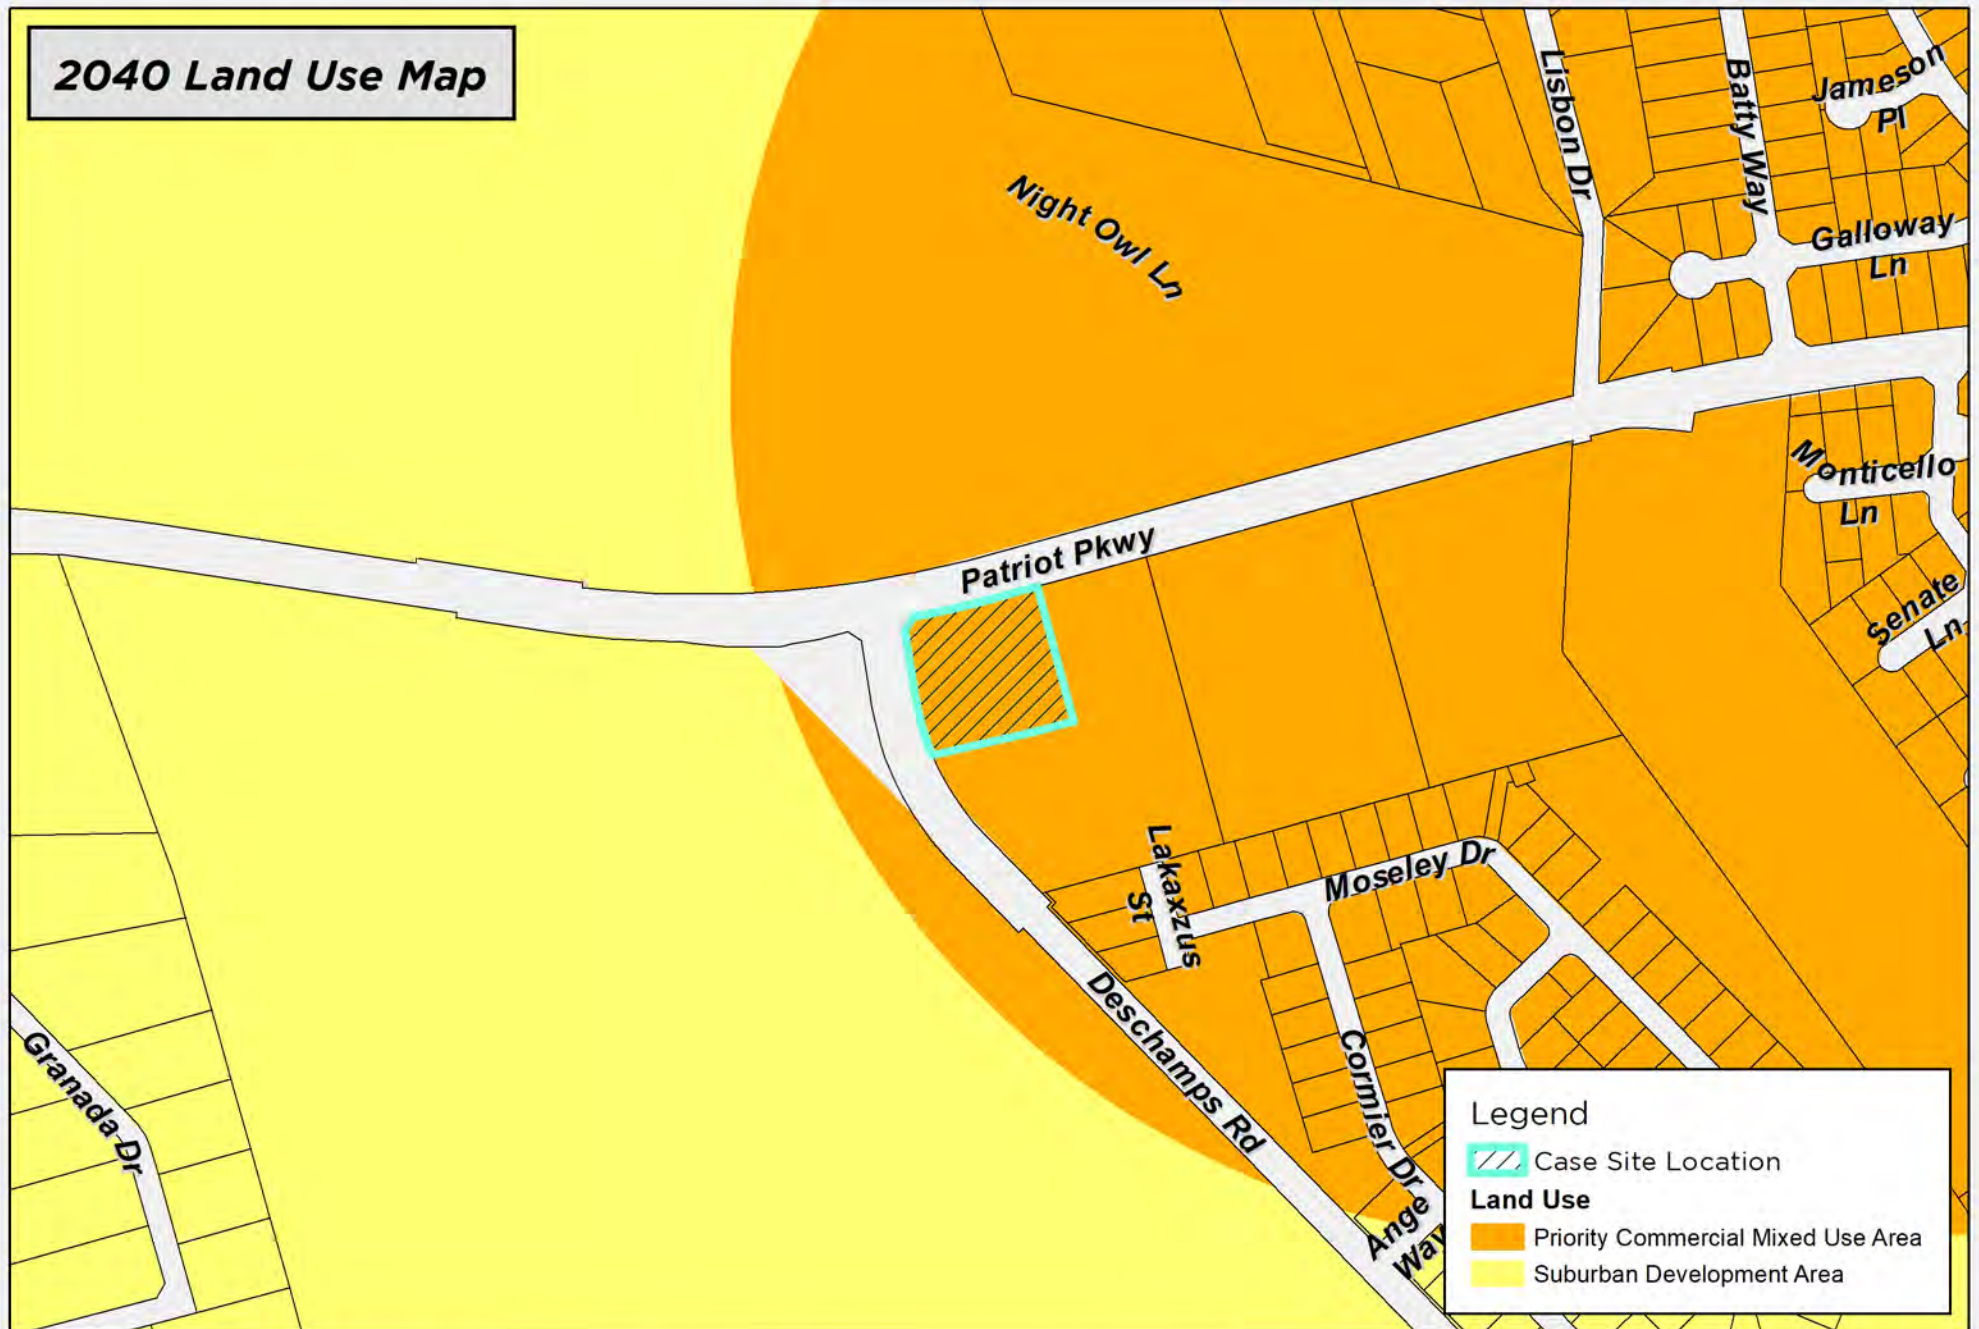 2040 Land Use Map
Lisbon Dr
Batty Way
Jameson
Pl
Night Owl Ln
Galloway
Ln
Monticello
Ln
Patriot Pkwy
Senate
Ln
Lakaxzus
St
Moseley Dr
Deschamps Rd
Cormier Dr
Granada Dr
Ange
Way
Legend
Case Site Location
Land Use
Priority Commercial Mixed Use Area
Suburban Development Area